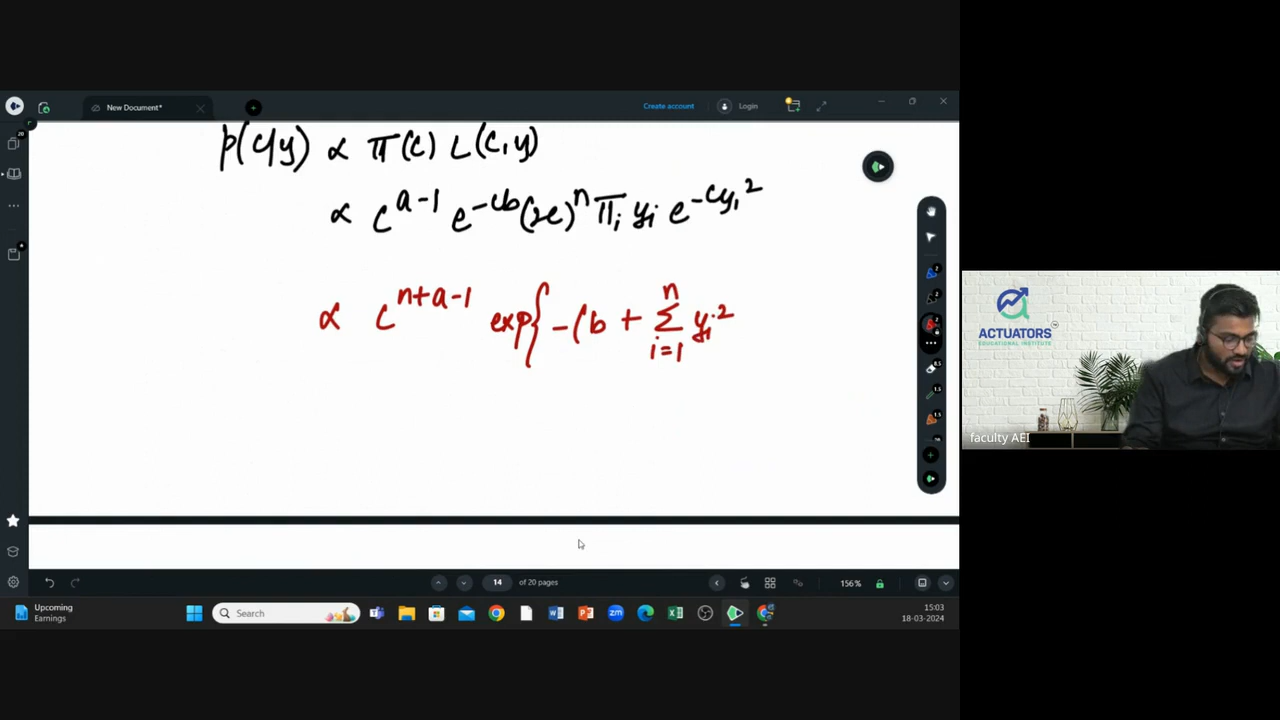 New Document*
Create account
Login
p(c/y) ∝ π(c) L(c,y)
∝ c^{a-1} e^{-cb} (2c)^n π_i y_i e^{-cy_i^2}
∝ c^{n+a-1} exp{ -(b + Σ_{i=1}^{n} y_i^2
ACTUATORS
EDUCATIONAL INSTITUTE
faculty AEI
14 of 20 pages
156%
Upcoming
Earnings
Search
15:03
18-03-2024